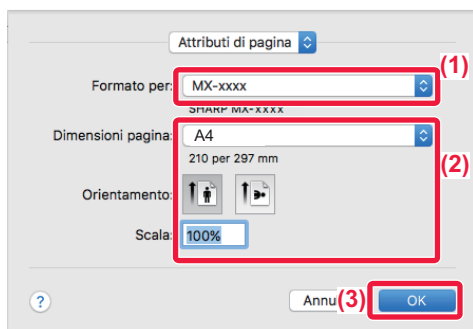 Attributi di pagina
(1)
Formato per: MX-xxxx
SHARP MX-xxxx
Dimensioni pagina: A4
210 per 297 mm
(2)
Orientamento:
Scala: 100%
? Annu (3) OK